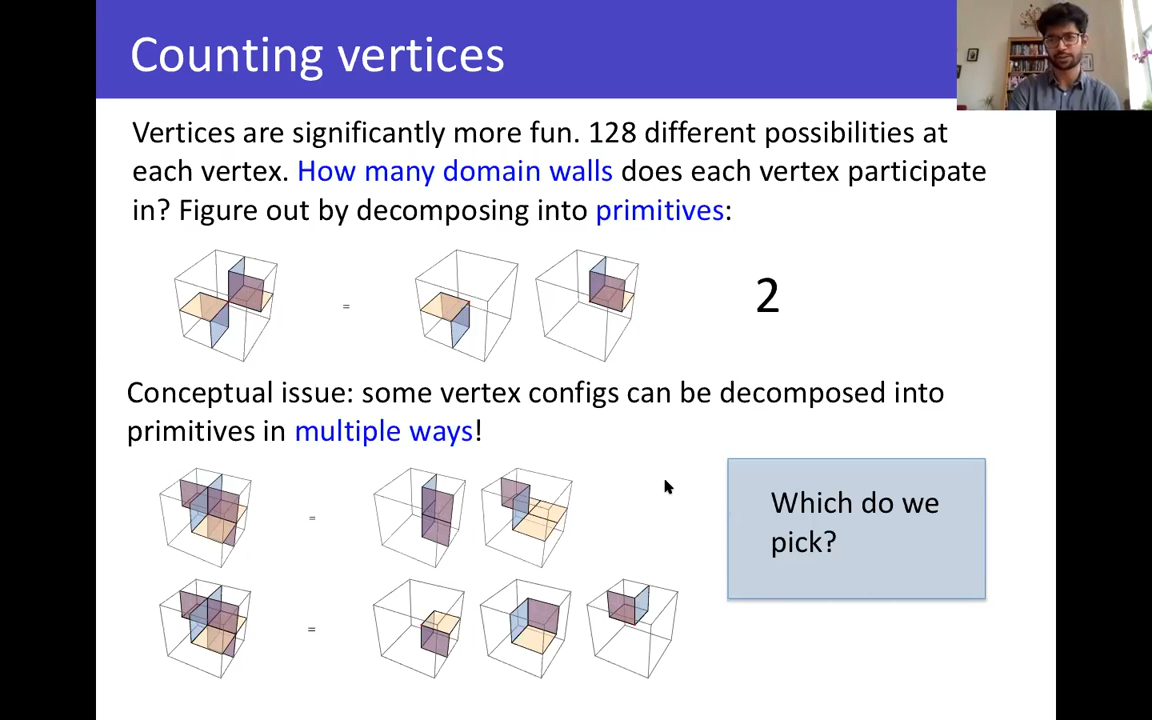 Counting vertices
Vertices are significantly more fun. 128 different possibilities at
each vertex. How many domain walls does each vertex participate
in? Figure out by decomposing into primitives:
=
2
Conceptual issue: some vertex configs can be decomposed into
primitives in multiple ways!
=
Which do we
pick?
=